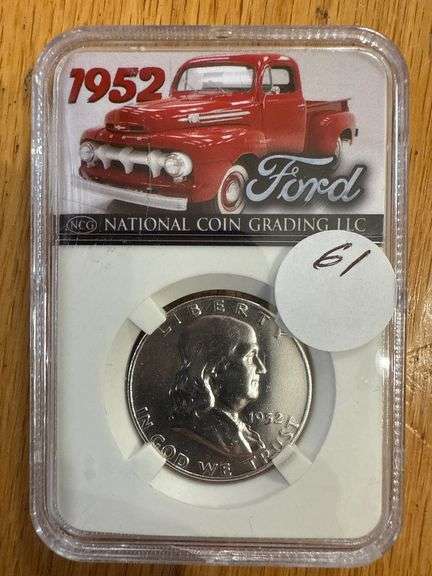 1952
Ford
NCG NATIONAL COIN GRADING LLC
61
LIBERTY
1952
IN GOD WE TRUST